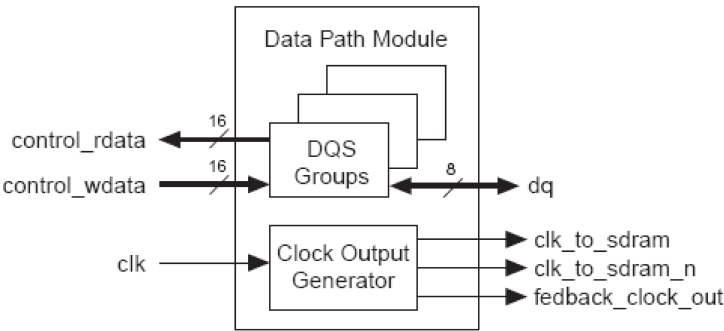 Data Path Module
control_rdata
16
DQS
Groups
control_wdata
16
8
dq
clk
Clock Output
Generator
clk_to_sdram
clk_to_sdram_n
fedback_clock_out